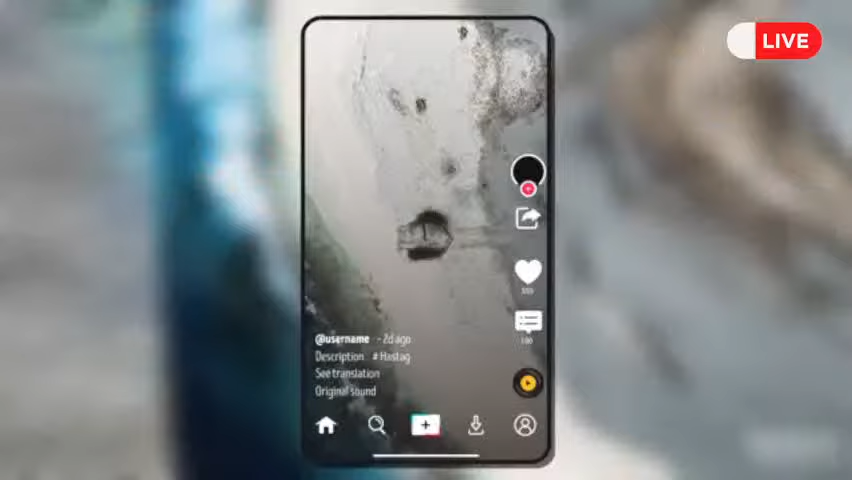 LIVE
@username - 2d ago
Description # Hastag
See translation
Original sound